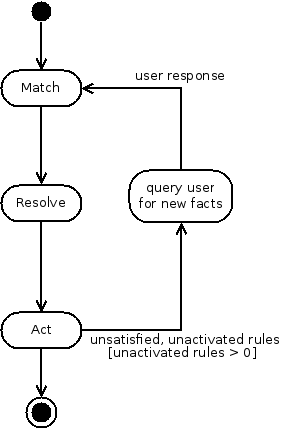 user response
Match
query user
for new facts
Resolve
Act
unsatisfied, unactivated rules
[unactivated rules > 0]